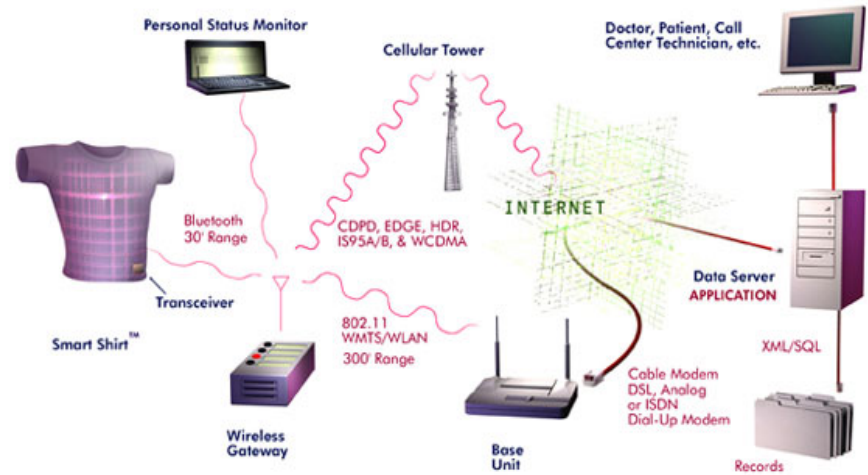 Personal Status Monitor
Cellular Tower
Doctor, Patient, Call
Center Technician, etc.
Bluetooth
30' Range
CDPD, EDGE, HDR,
IS95A/B, & WCDMA
INTERNET
Transceiver
Smart Shirt™
Data Server
APPLICATION
802.11
WMTS/WLAN
300' Range
XML/SQL
Cable Modem
DSL, Analog
or ISDN
Dial-Up Modem
Wireless
Gateway
Base
Unit
Records